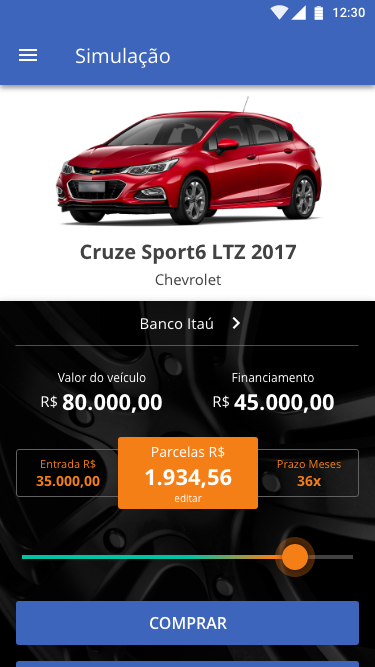 12:30
Simulação
Cruze Sport6 LTZ 2017
Chevrolet
Banco Itaú
Valor do veículo
R$ 80.000,00
Financiamento
R$ 45.000,00
Entrada R$
35.000,00
Parcelas R$
1.934,56
editar
Prazo Meses
36x
COMPRAR